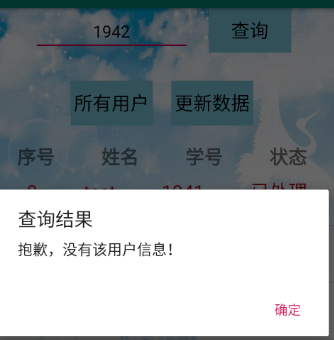 1942 查询
所有用户 更新数据
序号 姓名 学号 状态
查询结果
抱歉，没有该用户信息！
确定